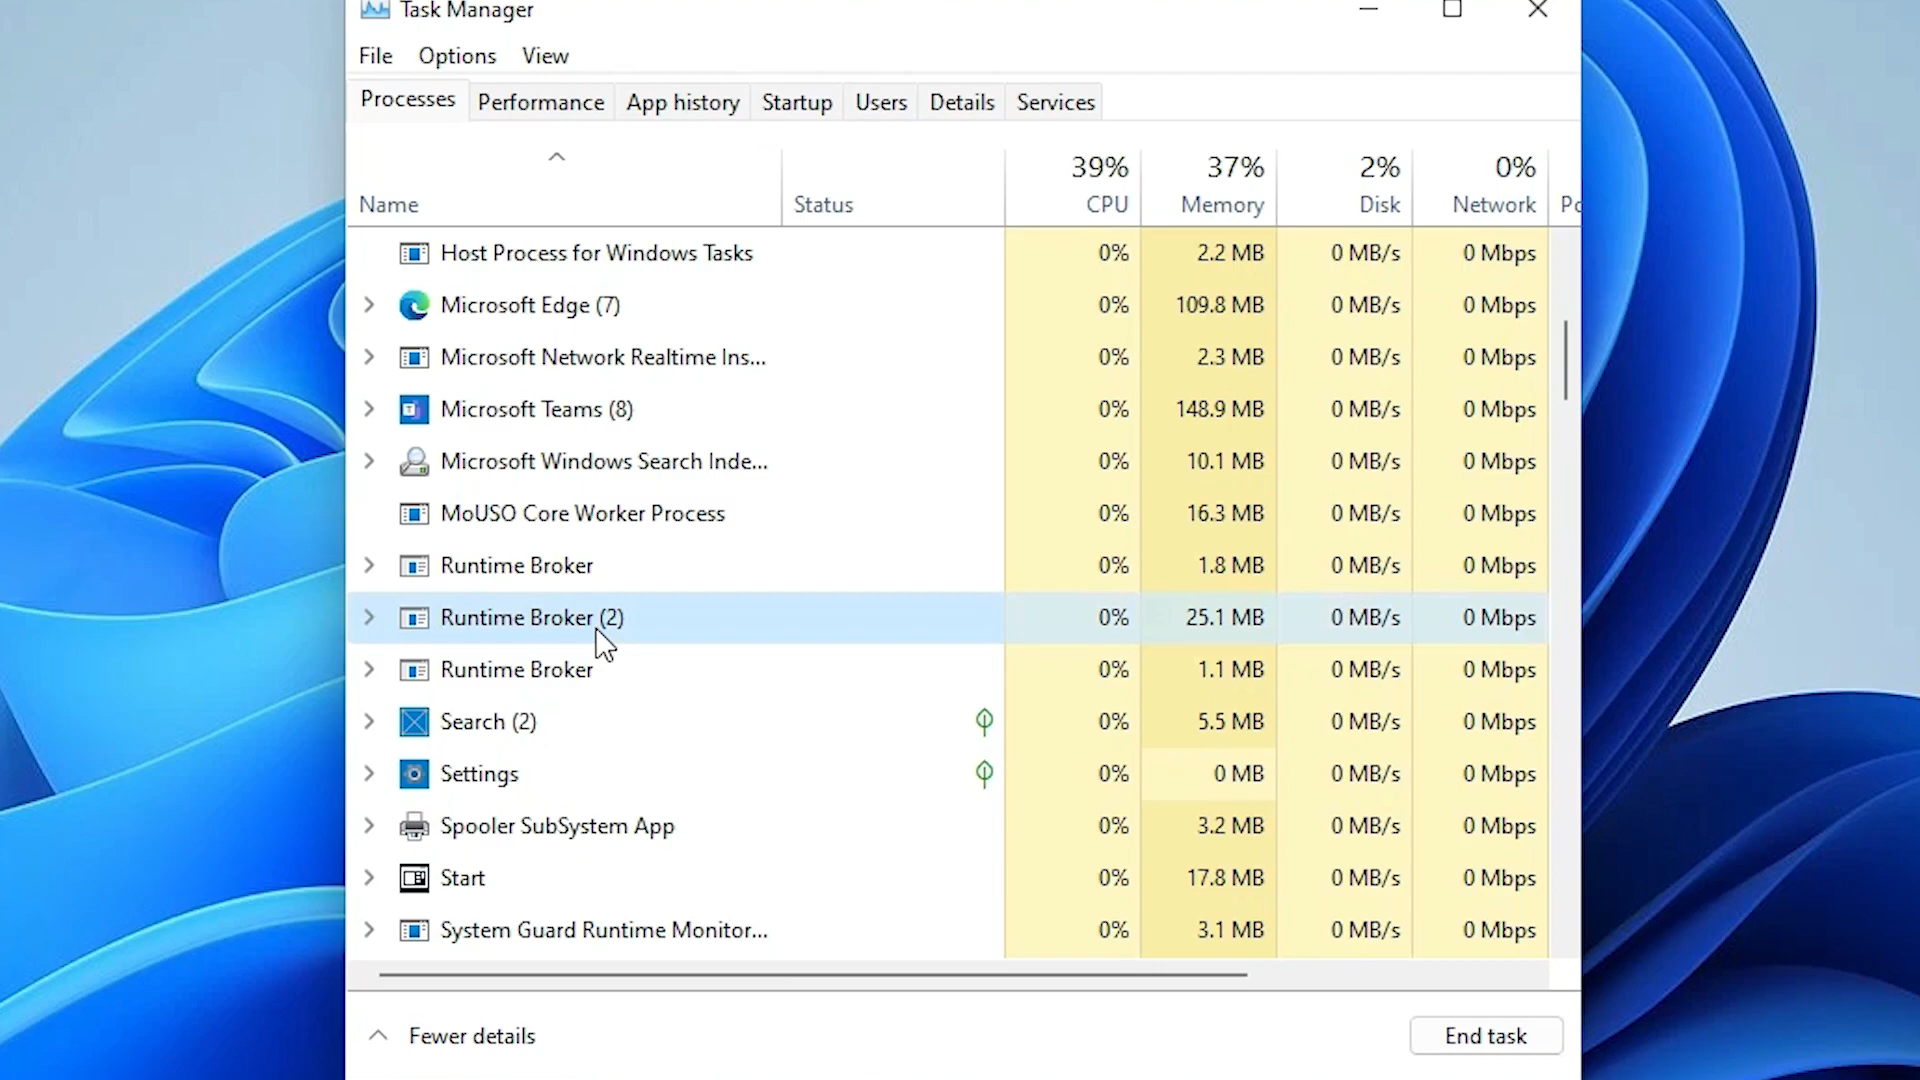 Task Manager
File Options View
Processes Performance App history Startup Users Details Services
39% 37% 2% 0%
Name Status CPU Memory Disk Network Po
Host Process for Windows Tasks 0% 2.2 MB 0 MB/s 0 Mbps
Microsoft Edge (7) 0% 109.8 MB 0 MB/s 0 Mbps
Microsoft Network Realtime Ins... 0% 2.3 MB 0 MB/s 0 Mbps
Microsoft Teams (8) 0% 148.9 MB 0 MB/s 0 Mbps
Microsoft Windows Search Inde... 0% 10.1 MB 0 MB/s 0 Mbps
MoUSO Core Worker Process 0% 16.3 MB 0 MB/s 0 Mbps
Runtime Broker 0% 1.8 MB 0 MB/s 0 Mbps
Runtime Broker (2) 0% 25.1 MB 0 MB/s 0 Mbps
Runtime Broker 0% 1.1 MB 0 MB/s 0 Mbps
Search (2) 0% 5.5 MB 0 MB/s 0 Mbps
Settings 0% 0 MB 0 MB/s 0 Mbps
Spooler SubSystem App 0% 3.2 MB 0 MB/s 0 Mbps
Start 0% 17.8 MB 0 MB/s 0 Mbps
System Guard Runtime Monitor... 0% 3.1 MB 0 MB/s 0 Mbps
Fewer details End task